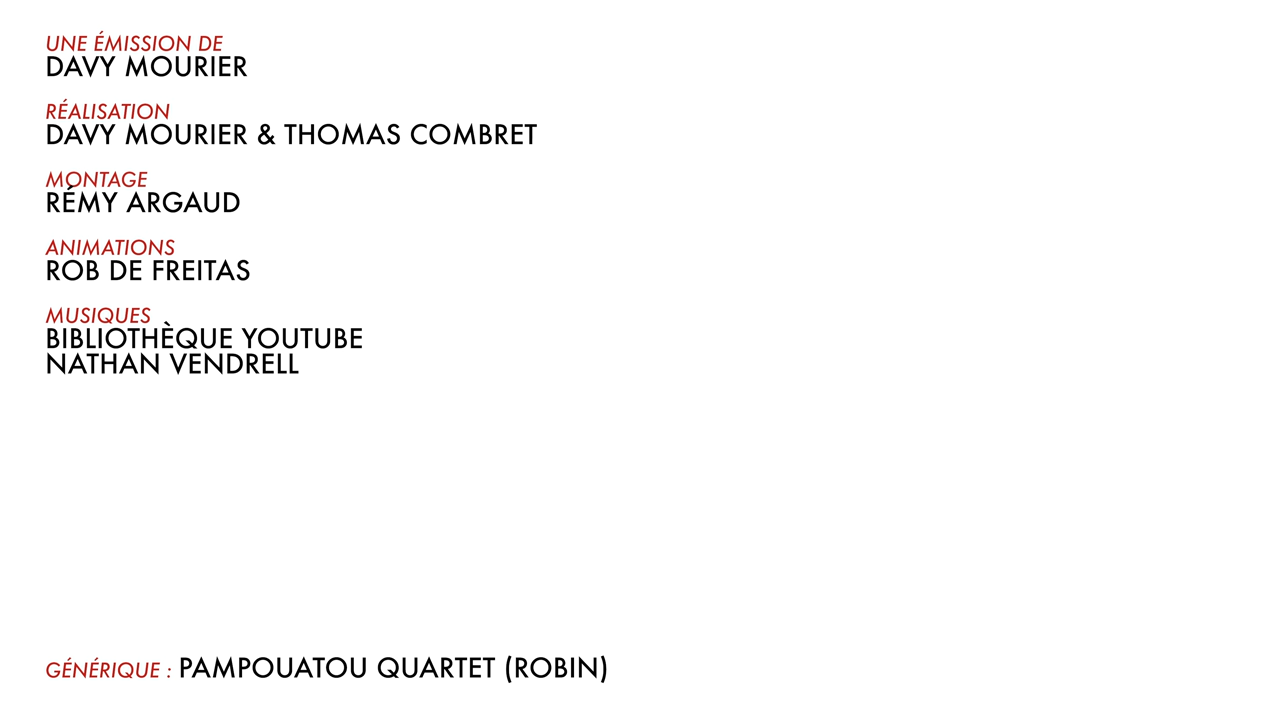 UNE ÉMISSION DE
DAVY MOURIER
RÉALISATION
DAVY MOURIER & THOMAS COMBRET
MONTAGE
RÉMY ARGAUD
ANIMATIONS
ROB DE FREITAS
MUSIQUES
BIBLIOTHÈQUE YOUTUBE
NATHAN VENDRELL
GÉNÉRIQUE : PAMPOUATOU QUARTET (ROBIN)